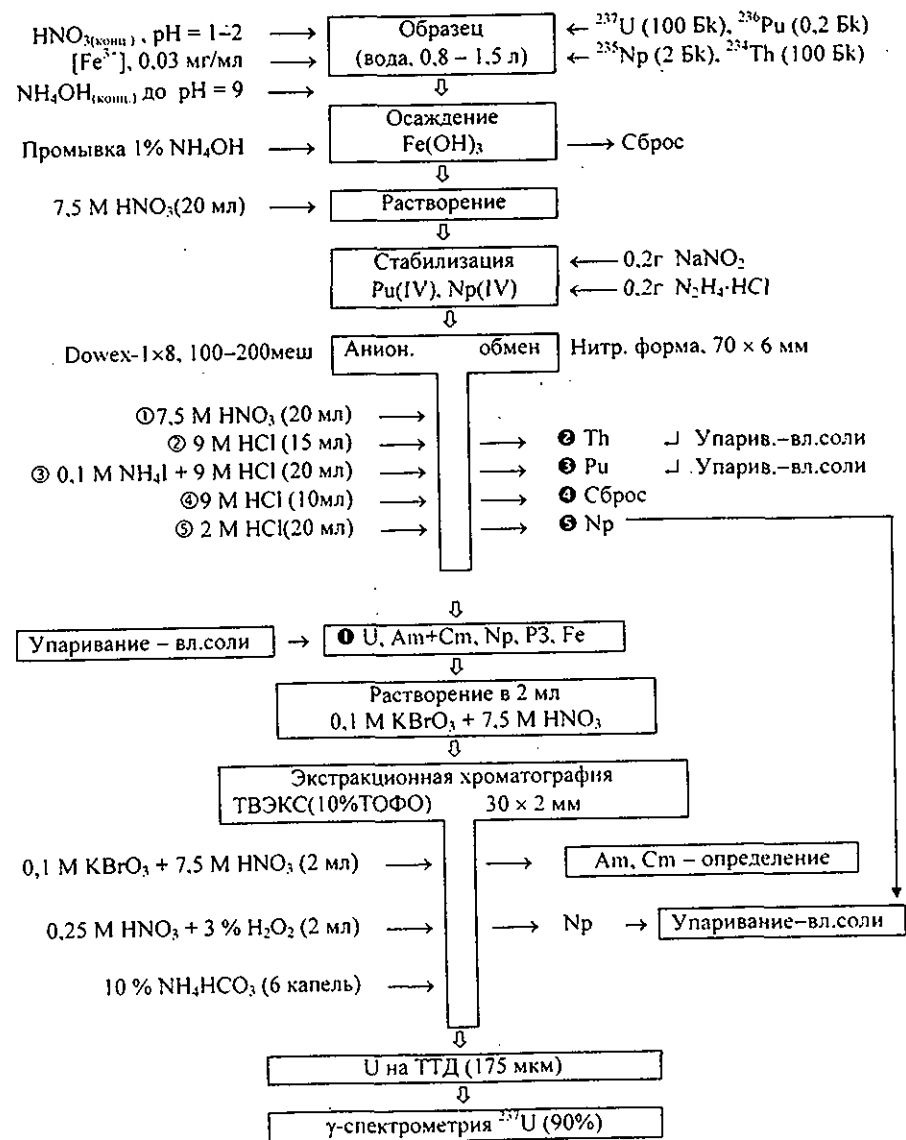 HNO₃₍конц₎, pH = 1–2
Образец
²³⁷U (100 Бk), ²³⁶Pu (0,2 Бk)
[Fe³⁺], 0,03 мг/мл
(вода, 0,8 – 1,5 л)
²³⁵Np (2 Бk), ²³⁴Th (100 Бk)
NH₄OH₍конц.₎ до pH = 9
Осаждение
Промывка 1% NH₄OH
Fe(OH)₃
Сброс
7,5 M HNO₃(20 мл)
Растворение
Стабилизация
0,2г NaNO₂
Pu(IV), Np(IV)
0,2г N₂H₄·HCl
Dowex-1×8, 100–200меш
Анион. обмен
Нитр. форма, 70 × 6 мм
①7,5 M HNO₃ (20 мл)
② 9 M HCl (15 мл)
❷ Th ┘ Упарив.–вл.соли
③ 0,1 M NH₄I + 9 M HCl (20 мл)
❸ Pu ┘ Упарив.–вл.соли
④9 M HCl (10мл)
❹ Сброс
⑤ 2 M HCl(20 мл)
❺ Np
Упаривание – вл.соли
❶ U, Am+Cm, Np, РЗ, Fe
Растворение в 2 мл
0,1 M KBrO₃ + 7,5 M HNO₃
Экстракционная хроматография
ТВЭКС(10%ТОФО) 30 × 2 мм
0,1 M KBrO₃ + 7,5 M HNO₃ (2 мл)
Am, Cm – определение
0,25 M HNO₃ + 3 % H₂O₂ (2 мл)
Np
Упаривание–вл.соли
10 % NH₄HCO₃ (6 капель)
U на ТТД (175 мкм)
γ-спектрометрия ²³⁷U (90%)